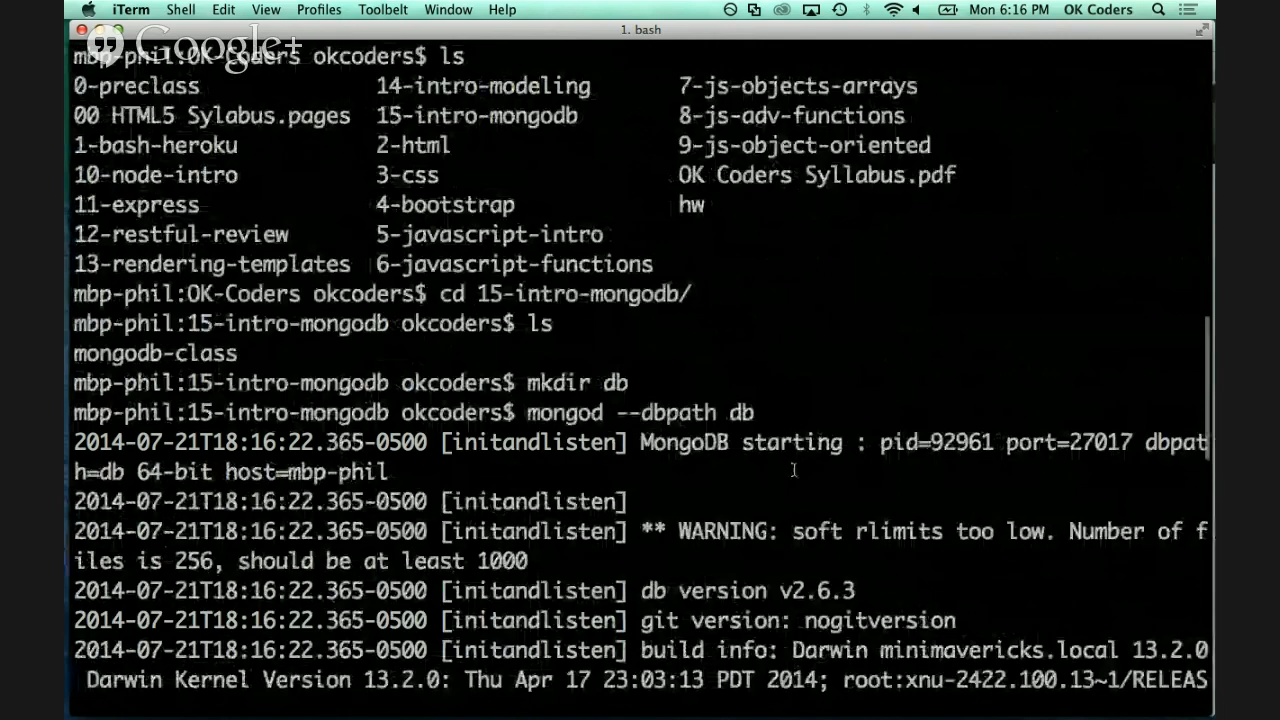 iTerm Shell Edit View Profiles Toolbelt Window Help Mon 6:16 PM OK Coders
1. bash
Google+
mbp-phil:OK-Coders okcoders$ ls
0-preclass 14-intro-modeling 7-js-objects-arrays
00 HTML5 Sylabus.pages 15-intro-mongodb 8-js-adv-functions
1-bash-heroku 2-html 9-js-object-oriented
10-node-intro 3-css OK Coders Syllabus.pdf
11-express 4-bootstrap hw
12-restful-review 5-javascript-intro
13-rendering-templates 6-javascript-functions
mbp-phil:OK-Coders okcoders$ cd 15-intro-mongodb/
mbp-phil:15-intro-mongodb okcoders$ ls
mongodb-class
mbp-phil:15-intro-mongodb okcoders$ mkdir db
mbp-phil:15-intro-mongodb okcoders$ mongod --dbpath db
2014-07-21T18:16:22.365-0500 [initandlisten] MongoDB starting : pid=92961 port=27017 dbpat
h=db 64-bit host=mbp-phil
2014-07-21T18:16:22.365-0500 [initandlisten]
2014-07-21T18:16:22.365-0500 [initandlisten] ** WARNING: soft rlimits too low. Number of f
iles is 256, should be at least 1000
2014-07-21T18:16:22.365-0500 [initandlisten] db version v2.6.3
2014-07-21T18:16:22.365-0500 [initandlisten] git version: nogitversion
2014-07-21T18:16:22.365-0500 [initandlisten] build info: Darwin minimavericks.local 13.2.0
Darwin Kernel Version 13.2.0: Thu Apr 17 23:03:13 PDT 2014; root:xnu-2422.100.13~1/RELEAS